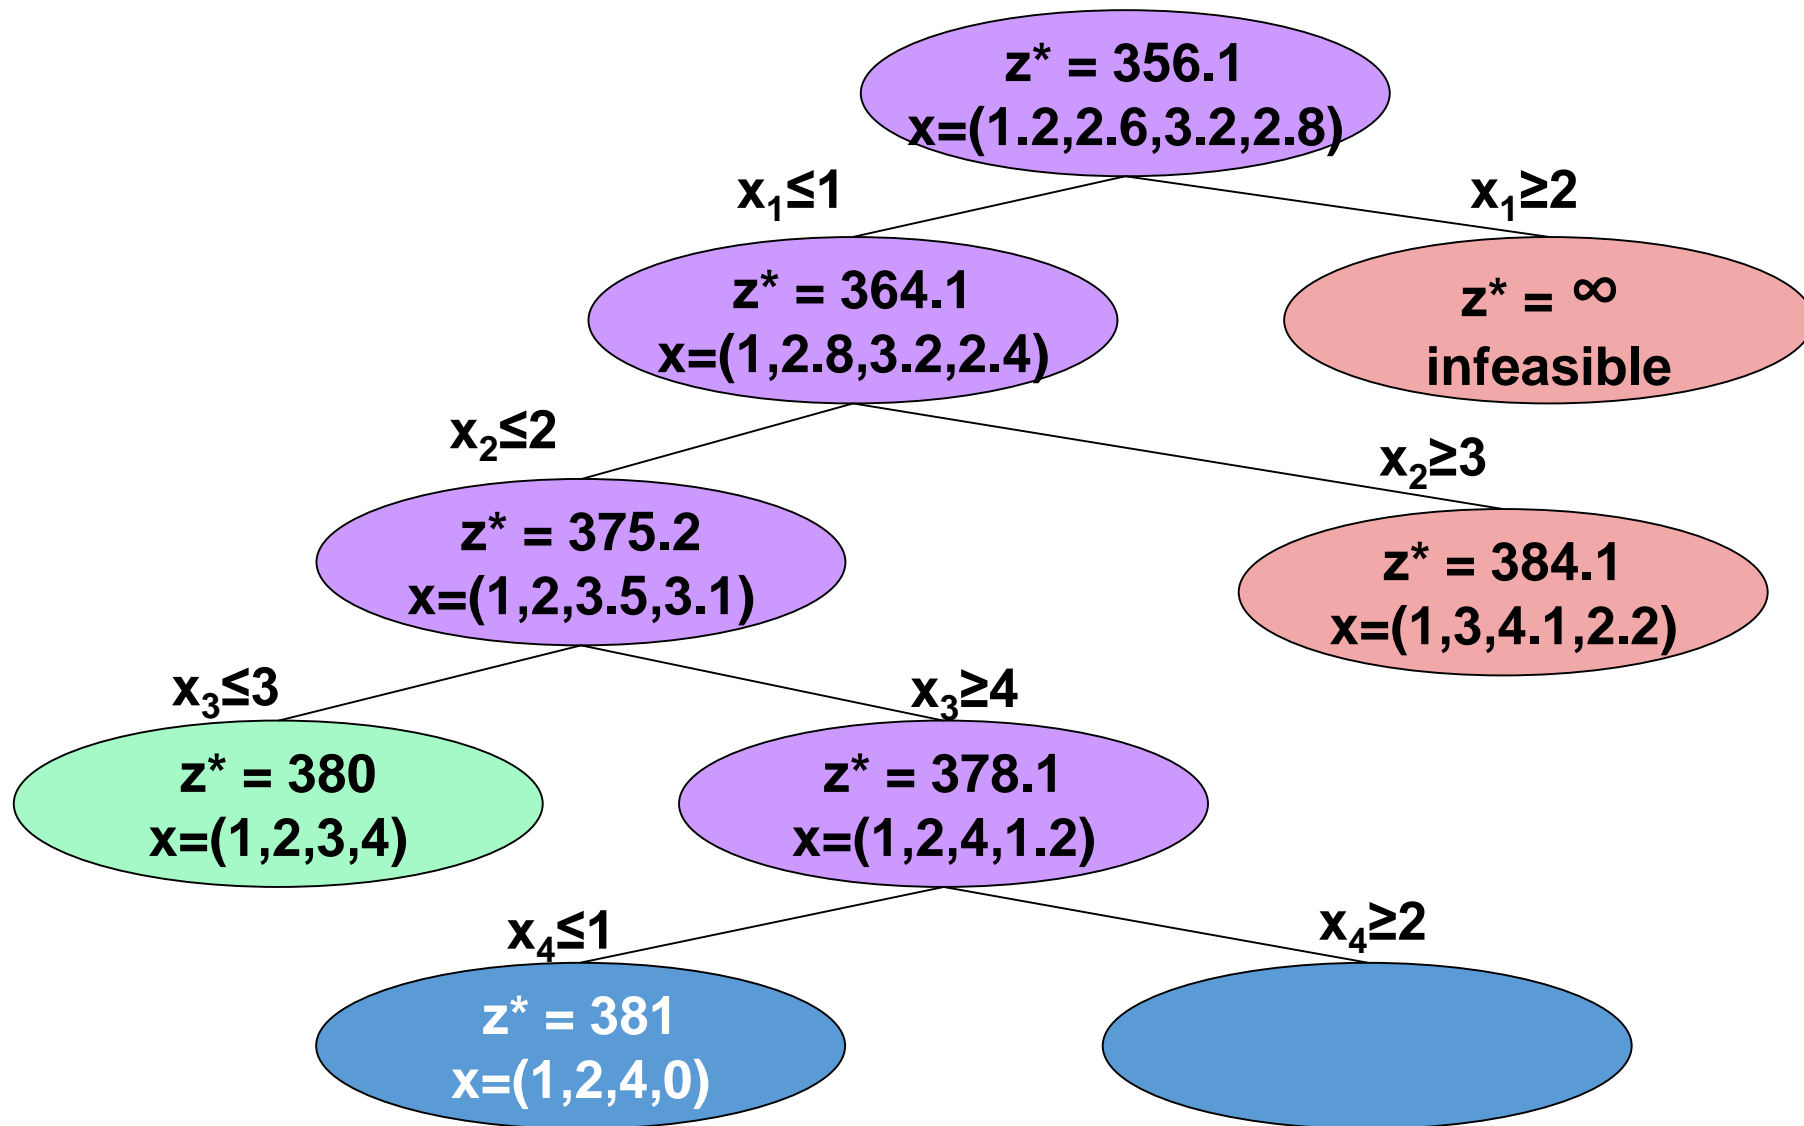 z* = 356.1
x=(1.2,2.6,3.2,2.8)
x₁≤1
x₁≥2
z* = 364.1
x=(1,2.8,3.2,2.4)
z* = ∞
infeasible
x₂≤2
x₂≥3
z* = 375.2
x=(1,2,3.5,3.1)
z* = 384.1
x=(1,3,4.1,2.2)
x₃≤3
x₃≥4
z* = 380
x=(1,2,3,4)
z* = 378.1
x=(1,2,4,1.2)
x₄≤1
x₄≥2
z* = 381
x=(1,2,4,0)